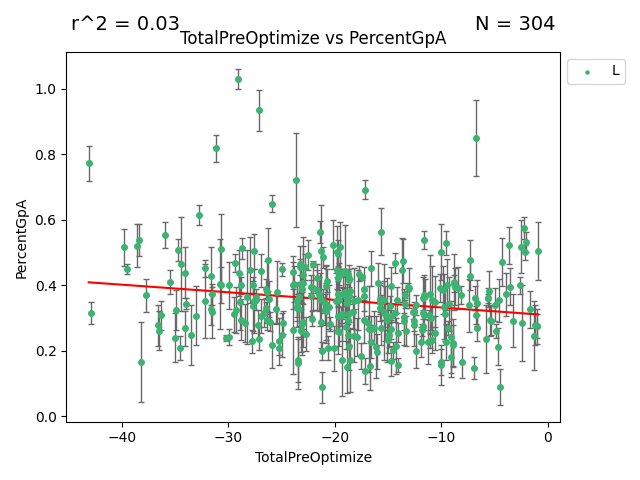 r^2 = 0.03
N = 304
TotalPreOptimize vs PercentGpA
L
1.0
0.8
0.6
0.4
0.2
0.0
PercentGpA
−40
−30
−20
−10
0
TotalPreOptimize